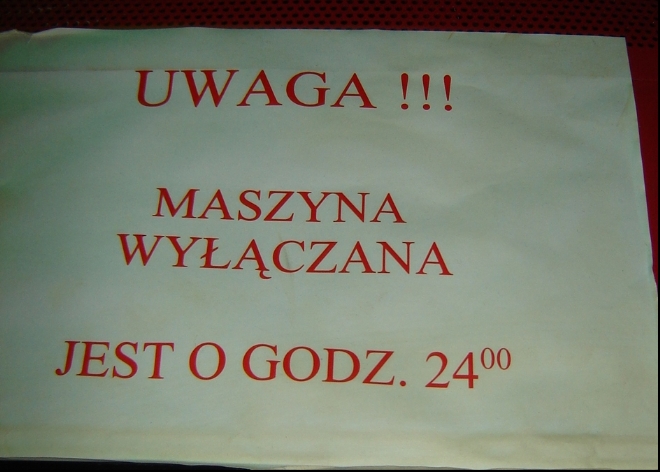 UWAGA !!!
MASZYNA
WYŁĄCZANA
JEST O GODZ. 24⁰⁰